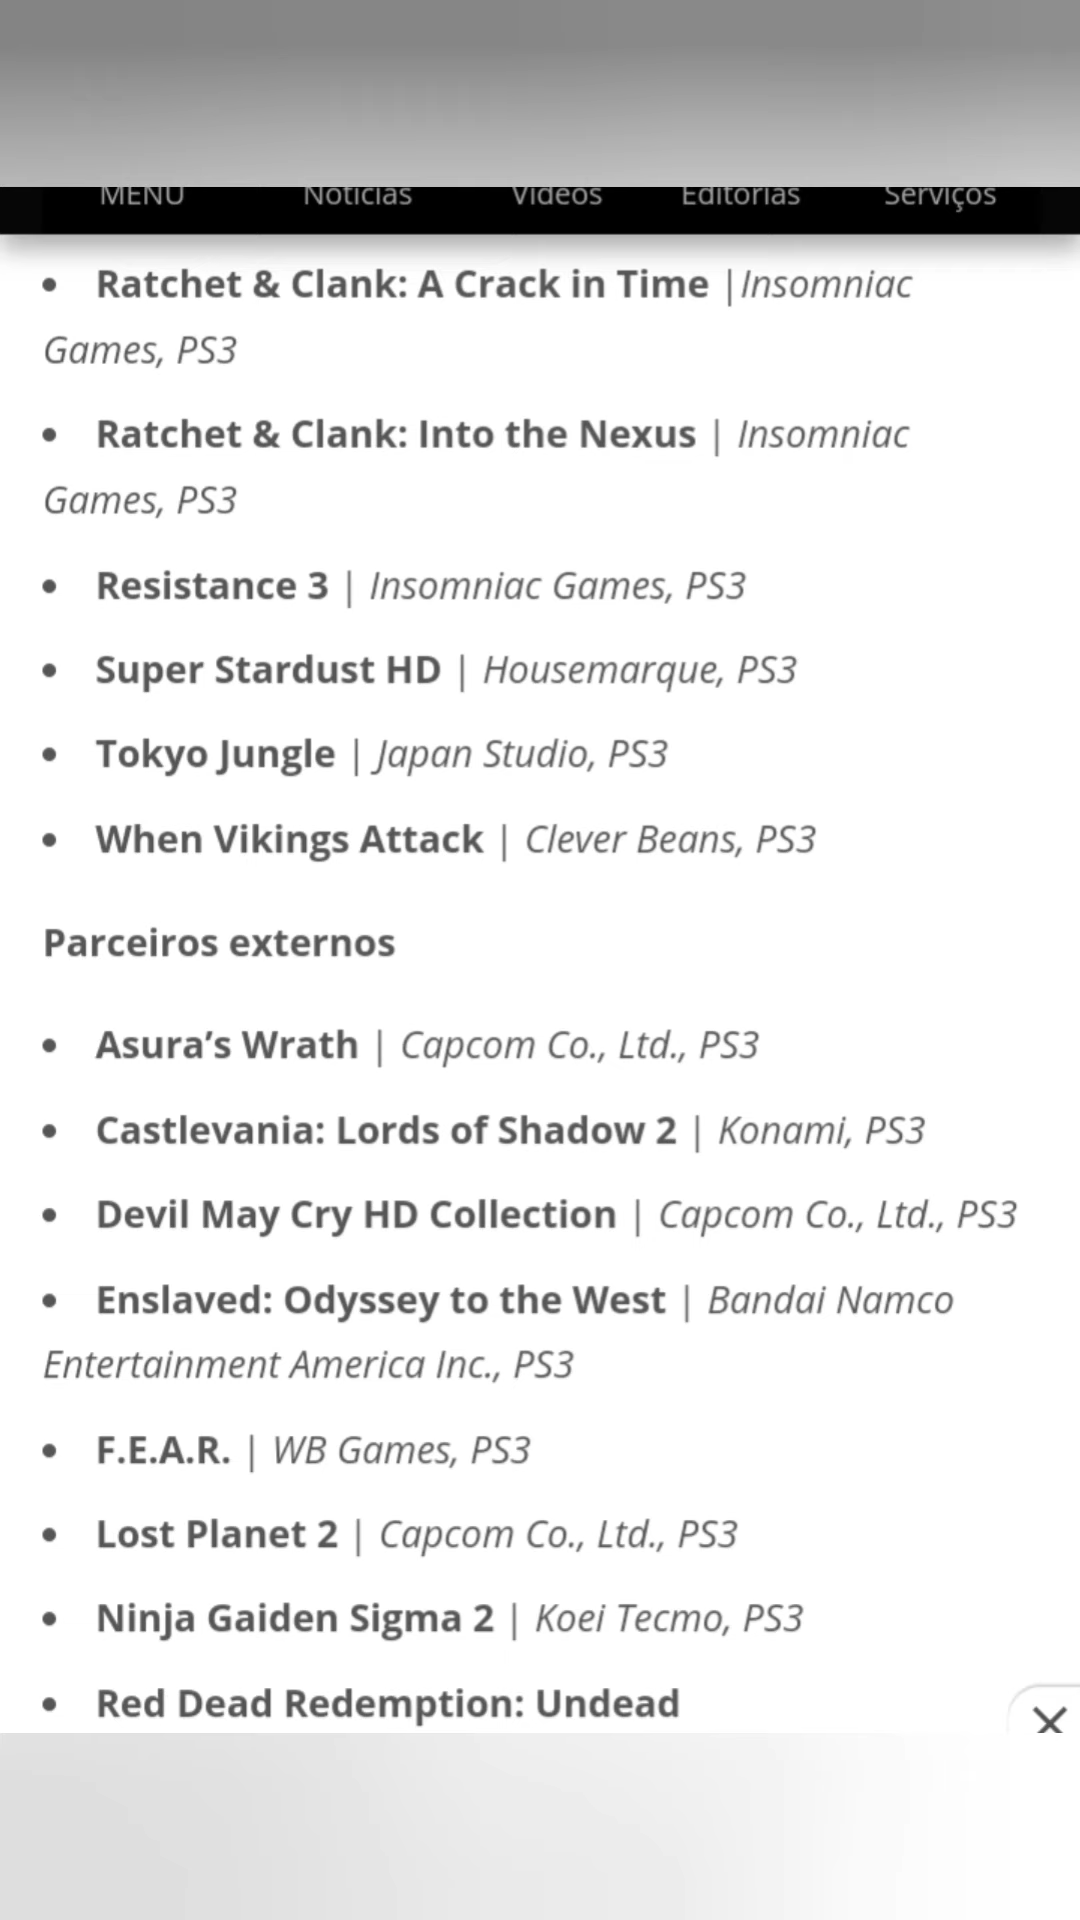 MENU Notícias Vídeos Editorias Serviços
• Ratchet & Clank: A Crack in Time |Insomniac
Games, PS3
• Ratchet & Clank: Into the Nexus | Insomniac
Games, PS3
• Resistance 3 | Insomniac Games, PS3
• Super Stardust HD | Housemarque, PS3
• Tokyo Jungle | Japan Studio, PS3
• When Vikings Attack | Clever Beans, PS3
Parceiros externos
• Asura’s Wrath | Capcom Co., Ltd., PS3
• Castlevania: Lords of Shadow 2 | Konami, PS3
• Devil May Cry HD Collection | Capcom Co., Ltd., PS3
• Enslaved: Odyssey to the West | Bandai Namco
Entertainment America Inc., PS3
• F.E.A.R. | WB Games, PS3
• Lost Planet 2 | Capcom Co., Ltd., PS3
• Ninja Gaiden Sigma 2 | Koei Tecmo, PS3
• Red Dead Redemption: Undead